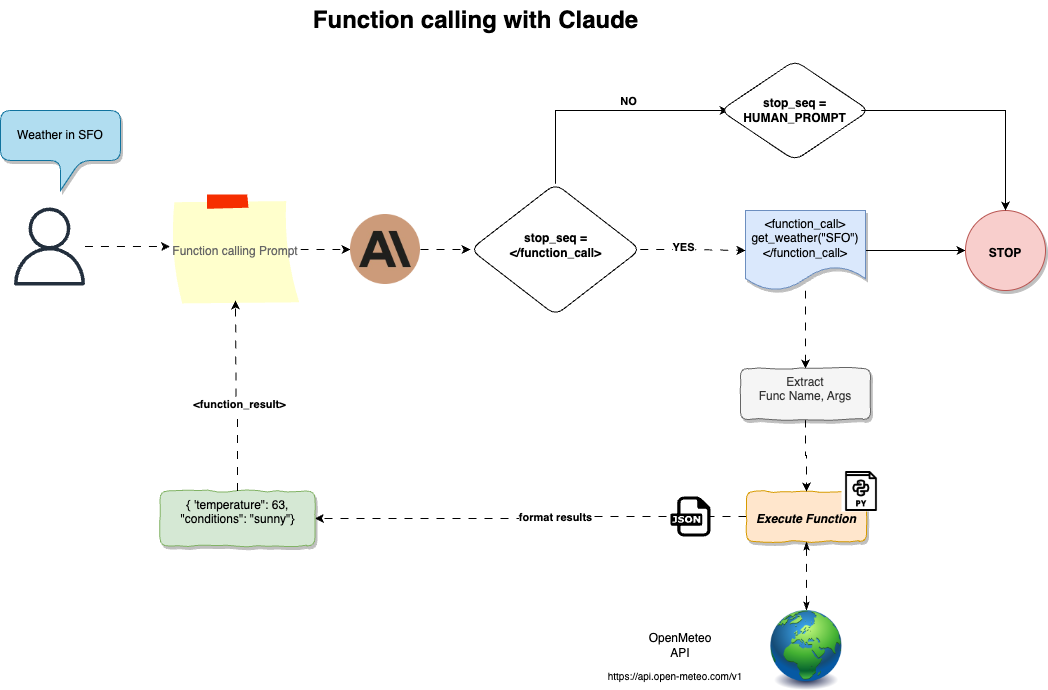 Function calling with Claude
NO
stop_seq =
HUMAN_PROMPT
Weather in SFO
Function calling Prompt
stop_seq =
</function_call>
YES
<function_call>
get_weather("SFO")
</function_call>
STOP
Extract
Func Name, Args
<function_result>
{ 'temperature": 63,
"conditions": "sunny"}
format results
JSON
PY
Execute Function
OpenMeteo
API
https://api.open-meteo.com/v1